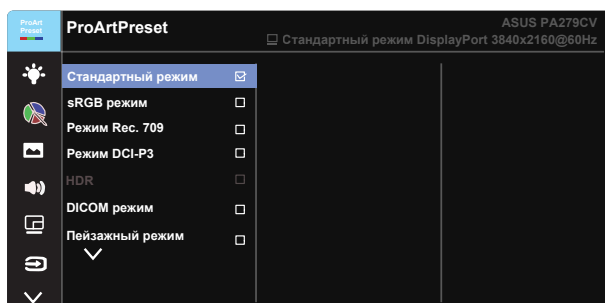 ProArt
Preset
ProArtPreset
ASUS PA279CV
Стандартный режим DisplayPort 3840x2160@60Hz
Стандартный режим
sRGB режим
Режим Rec. 709
Режим DCI-P3
HDR
DICOM режим
Пейзажный режим